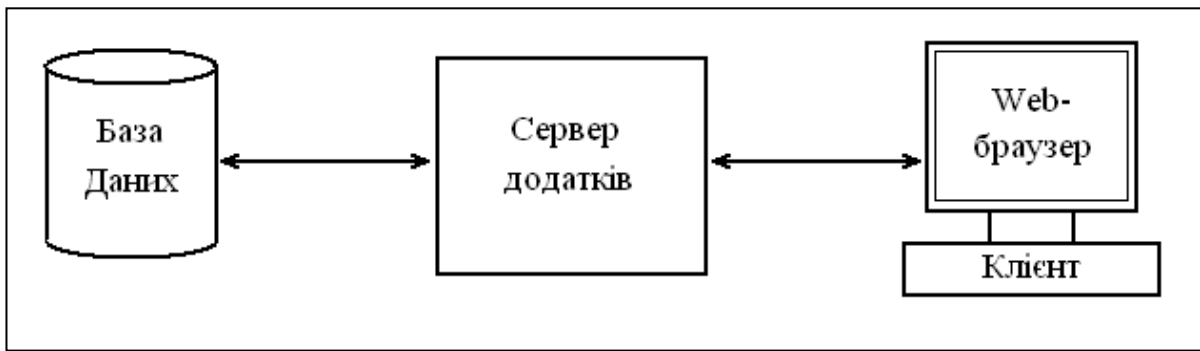 База
Даних
Сервер
додатків
Web-
браузер
Клієнт